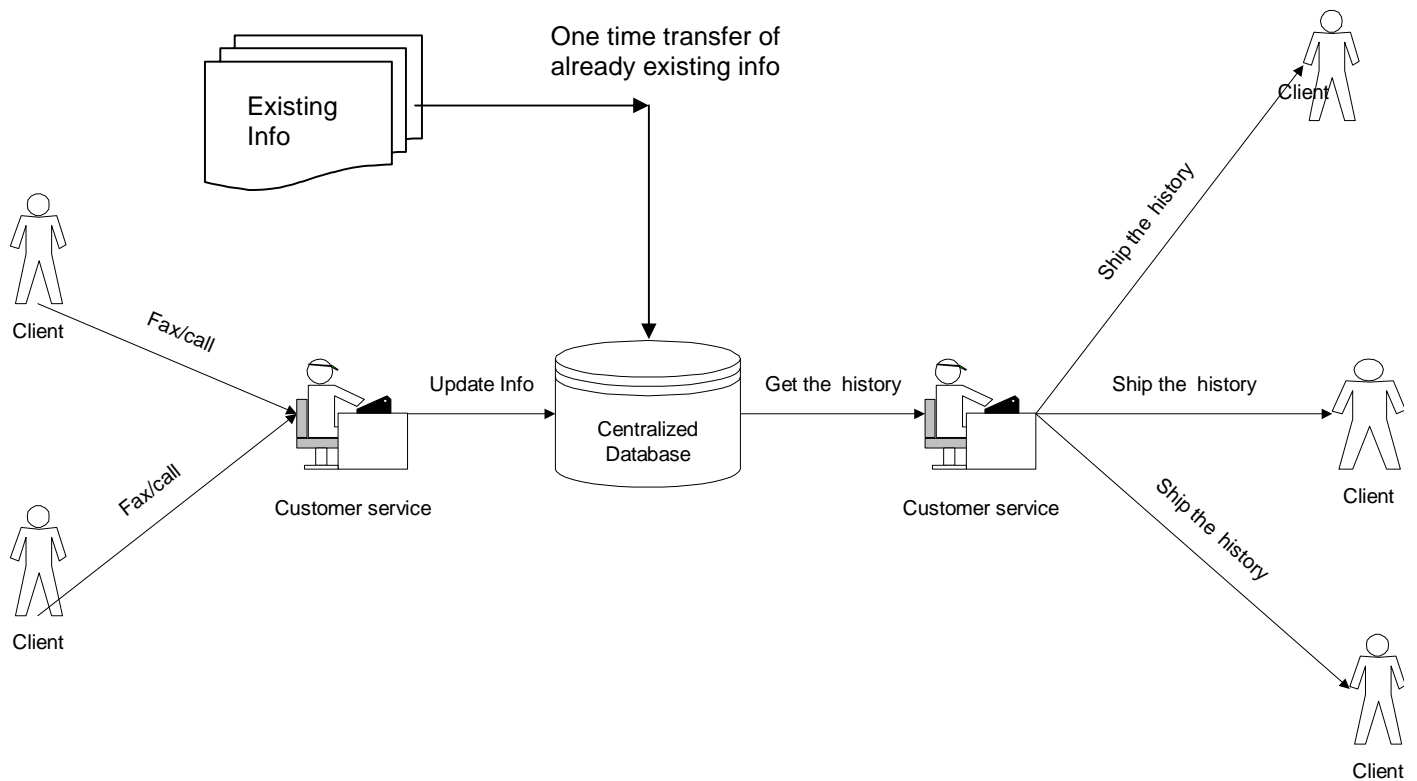 One time transfer of
already existing info
Existing
Info
Client
Ship the history
Client
Fax/call
Update Info
Get the history
Ship the history
Centralized
Database
Fax/call
Customer service
Customer service
Client
Ship the history
Client
Client